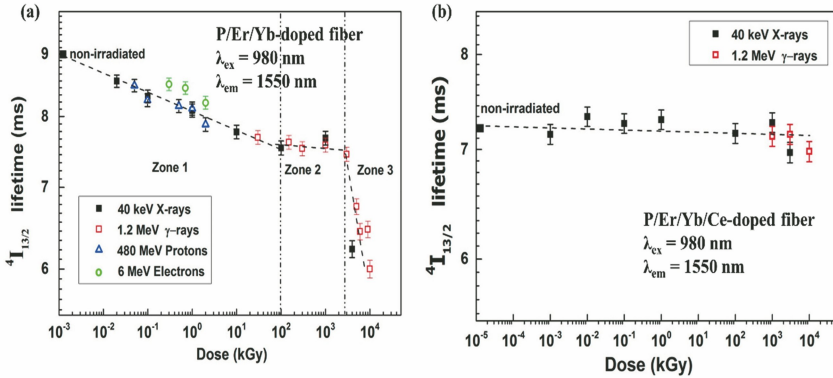 (a)
P/Er/Yb-doped fiber
λex = 980 nm
λem = 1550 nm
non-irradiated
Zone 1
Zone 2
Zone 3
40 keV X-rays
1.2 MeV γ-rays
480 MeV Protons
6 MeV Electrons
⁴I13/2 lifetime (ms)
9
8
7
6
10⁻³ 10⁻² 10⁻¹ 10⁰ 10¹ 10² 10³ 10⁴
Dose (kGy)
(b)
40 keV X-rays
1.2 MeV γ-rays
non-irradiated
P/Er/Yb/Ce-doped fiber
λex = 980 nm
λem = 1550 nm
⁴I13/2 lifetime (ms)
8
7
6
10⁻⁵ 10⁻⁴ 10⁻³ 10⁻² 10⁻¹ 10⁰ 10¹ 10² 10³ 10⁴
Dose (kGy)